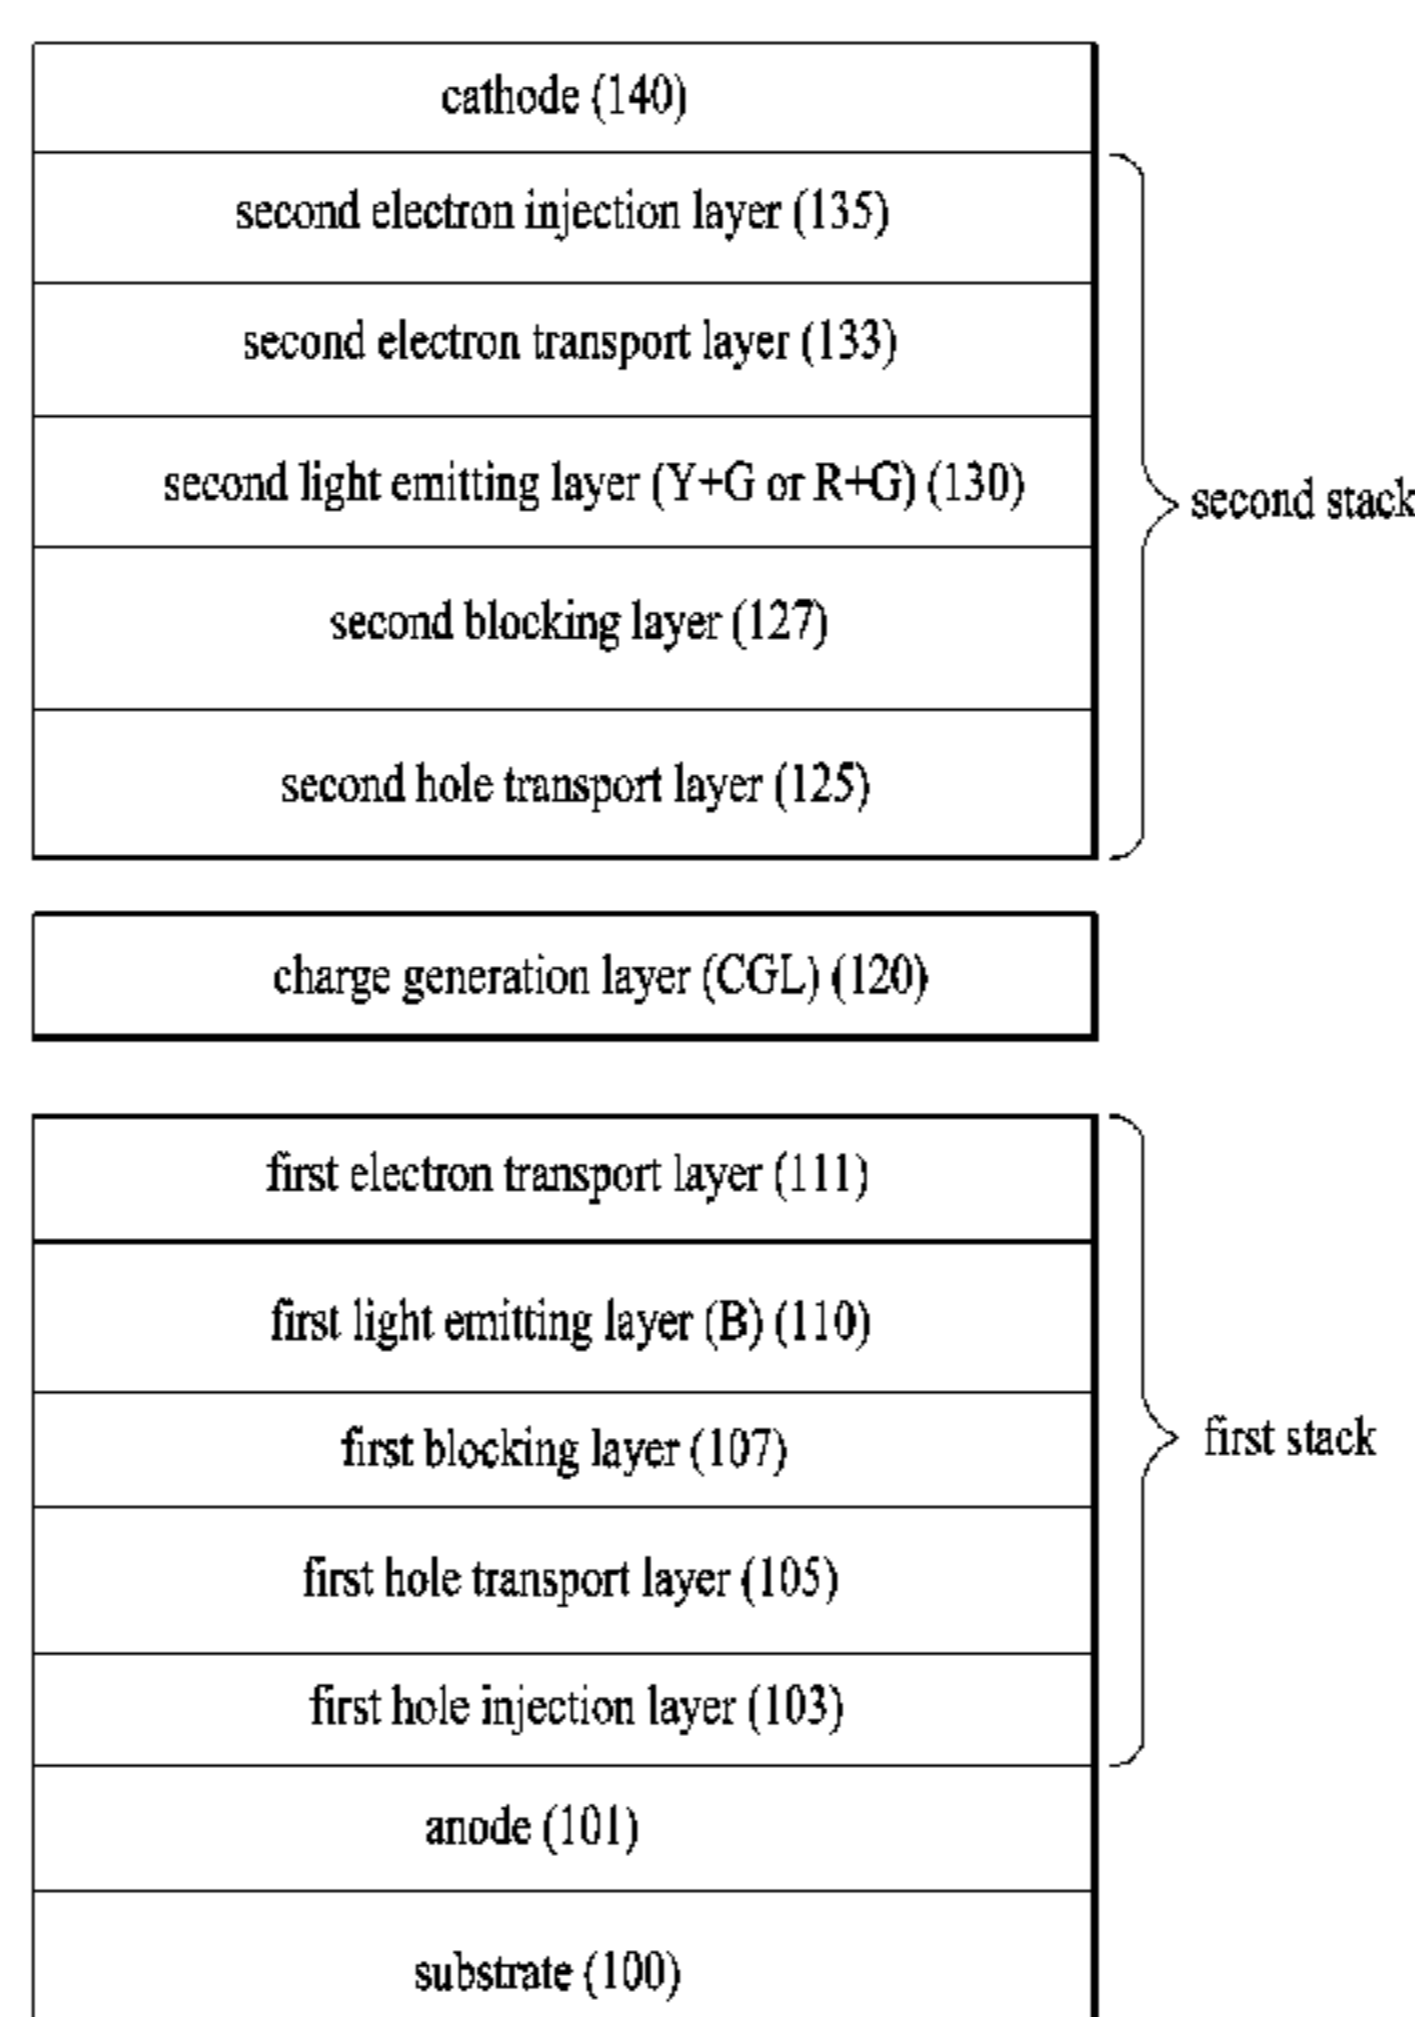 cathode (140)
second electron injection layer (135)
second electron transport layer (133)
second light emitting layer (Y+G or R+G) (130)
second stack
second blocking layer (127)
second hole transport layer (125)
charge generation layer (CGL) (120)
first electron transport layer (111)
first light emitting layer (B) (110)
first blocking layer (107)
first stack
first hole transport layer (105)
first hole injection layer (103)
anode (101)
substrate (100)